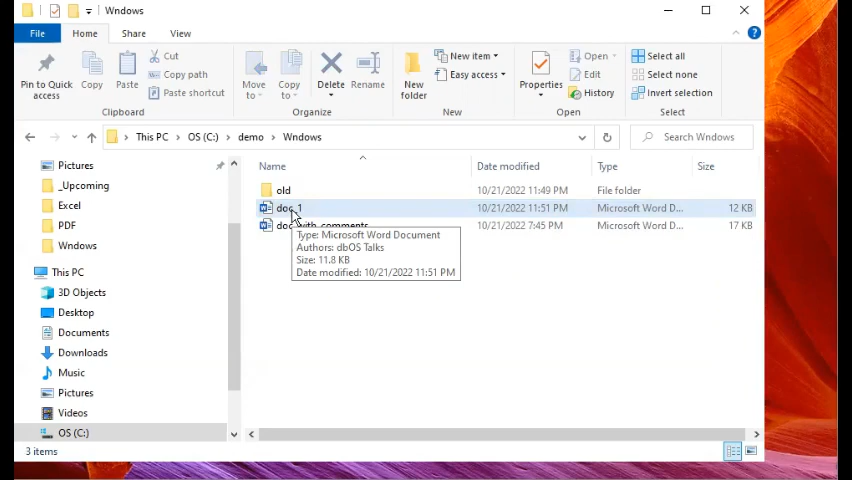 Wndows
File Home Share View
Pin to Quick access
Copy
Paste
Cut
Copy path
Paste shortcut
Clipboard
Move to
Copy to
Delete
Rename
Organize
New folder
New item
Easy access
New
Properties
Open
Edit
History
Open
Select all
Select none
Invert selection
Select
This PC > OS (C:) > demo > Wndows
Search Wndows
Pictures
_Upcoming
Excel
PDF
Wndows
This PC
3D Objects
Desktop
Documents
Downloads
Music
Pictures
Videos
OS (C:)
Name Date modified Type Size
old 10/21/2022 11:49 PM File folder
doc_1 10/21/2022 11:51 PM Microsoft Word D... 12 KB
doc_with_comments 10/21/2022 7:45 PM Microsoft Word D... 17 KB
Type: Microsoft Word Document
Authors: dbOS Talks
Size: 11.8 KB
Date modified: 10/21/2022 11:51 PM
3 items